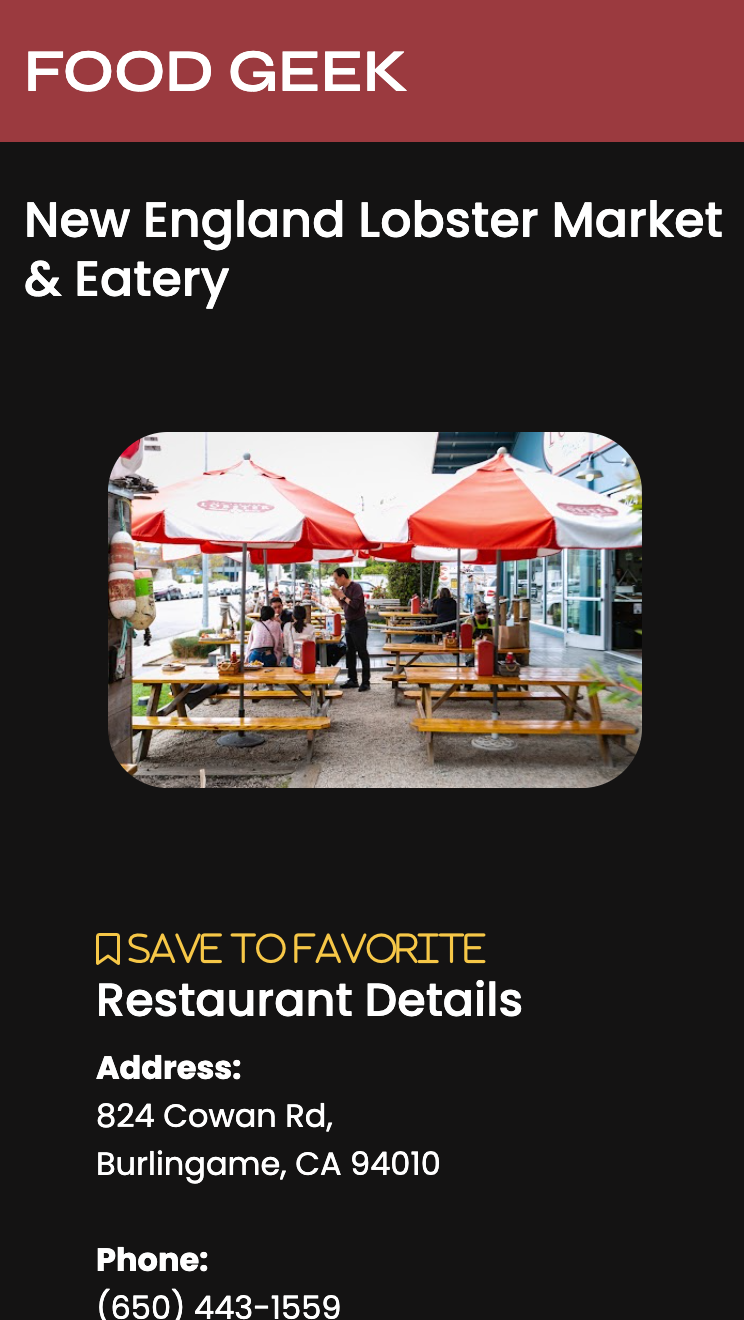 FOOD GEEK
New England Lobster Market
& Eatery
SAVE TO FAVORITE
Restaurant Details
Address:
824 Cowan Rd,
Burlingame, CA 94010
Phone:
(650) 443-1559